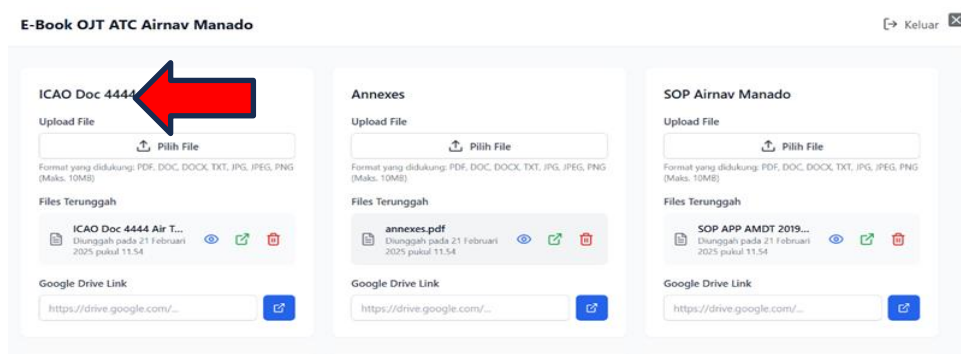 E-Book OJT ATC Airnav Manado
Keluar
ICAO Doc 4444
Upload File
Pilih File
Format yang didukung: PDF, DOC, DOCX, TXT, JPG, JPEG, PNG
(Maks. 10MB)
Files Terunggah
ICAO Doc 4444 Air T...
Diunggah pada 21 Februari
2025 pukul 11.54
Google Drive Link
https://drive.google.com/...
Annexes
Upload File
Pilih File
Format yang didukung: PDF, DOC, DOCX, TXT, JPG, JPEG, PNG
(Maks. 10MB)
Files Terunggah
annexes.pdf
Diunggah pada 21 Februari
2025 pukul 11.54
Google Drive Link
https://drive.google.com/...
SOP Airnav Manado
Upload File
Pilih File
Format yang didukung: PDF, DOC, DOCX, TXT, JPG, JPEG, PNG
(Maks. 10MB)
Files Terunggah
SOP APP AMDT 2019...
Diunggah pada 21 Februari
2025 pukul 11.54
Google Drive Link
https://drive.google.com/...